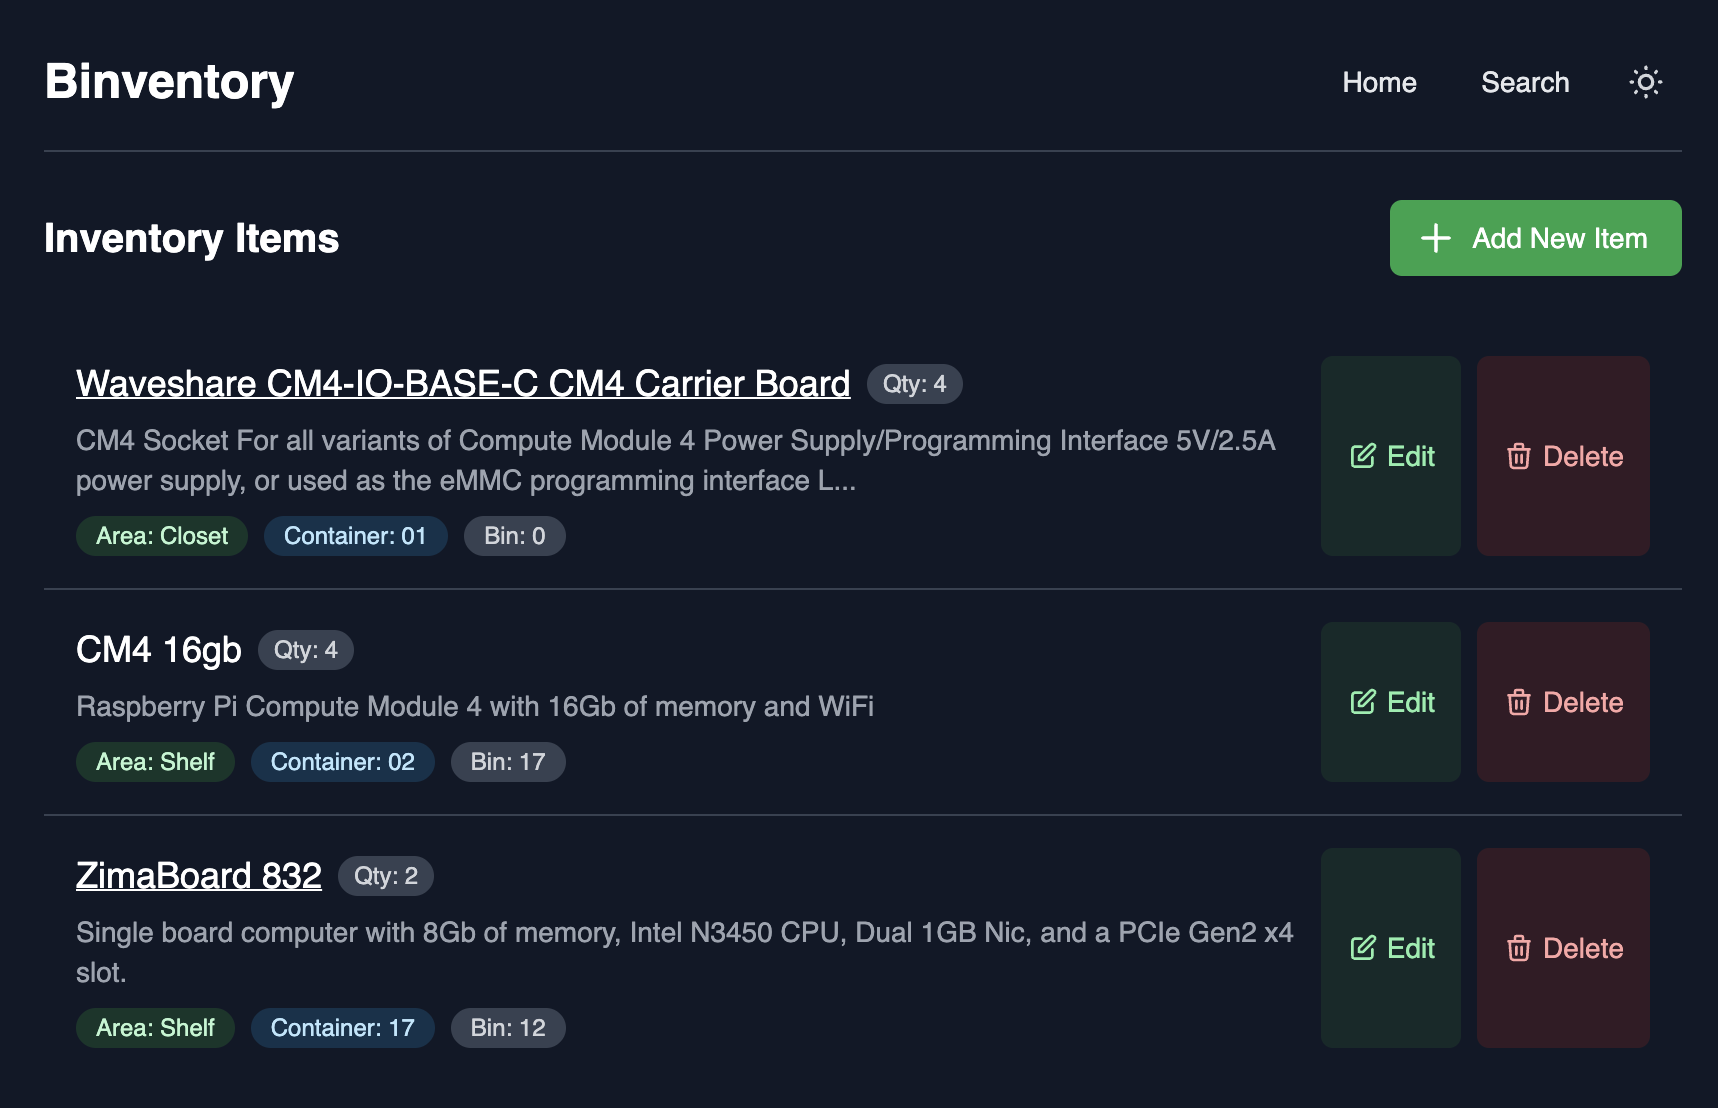 Binventory
Home
Search
Inventory Items
Add New Item
Waveshare CM4-IO-BASE-C CM4 Carrier Board
Qty: 4
CM4 Socket For all variants of Compute Module 4 Power Supply/Programming Interface 5V/2.5A
power supply, or used as the eMMC programming interface L...
Area: Closet
Container: 01
Bin: 0
Edit
Delete
CM4 16gb
Qty: 4
Raspberry Pi Compute Module 4 with 16Gb of memory and WiFi
Area: Shelf
Container: 02
Bin: 17
Edit
Delete
ZimaBoard 832
Qty: 2
Single board computer with 8Gb of memory, Intel N3450 CPU, Dual 1GB Nic, and a PCIe Gen2 x4
slot.
Area: Shelf
Container: 17
Bin: 12
Edit
Delete